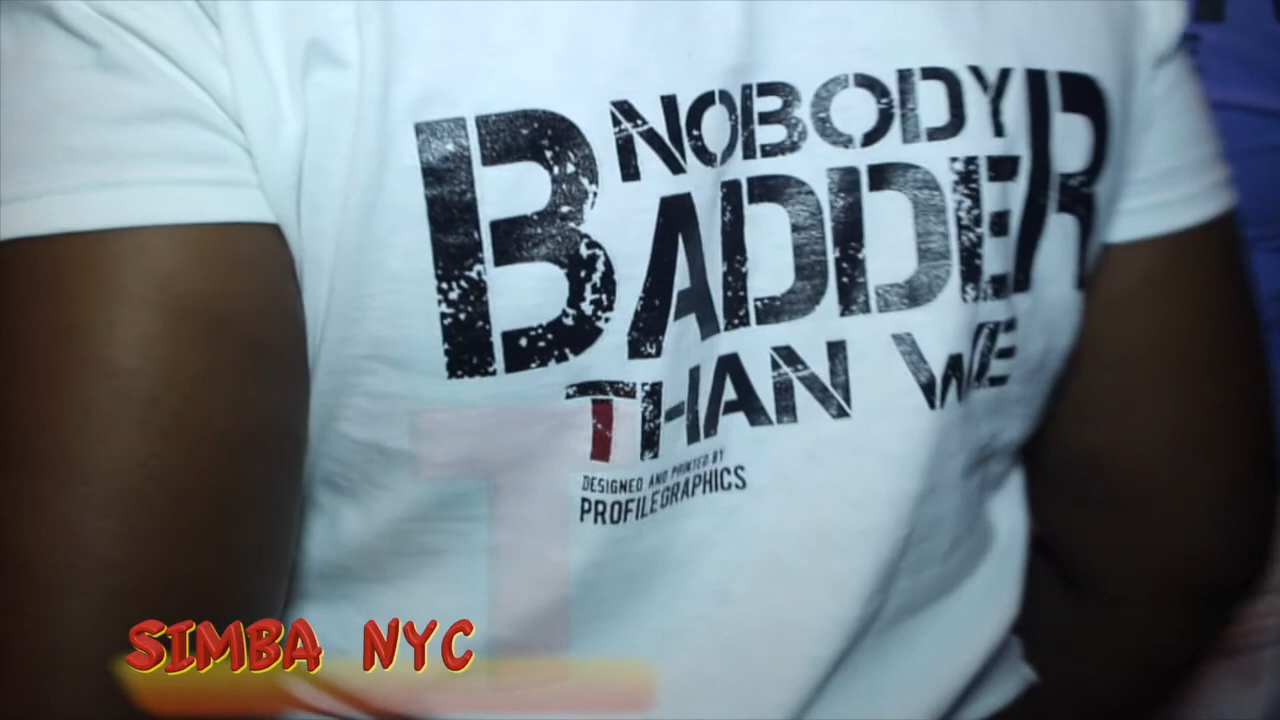 NOBODY
BADDER
THAN WE
DESIGNED AND PRINTED BY
PROFILEGRAPHICS
SIMBA NYC